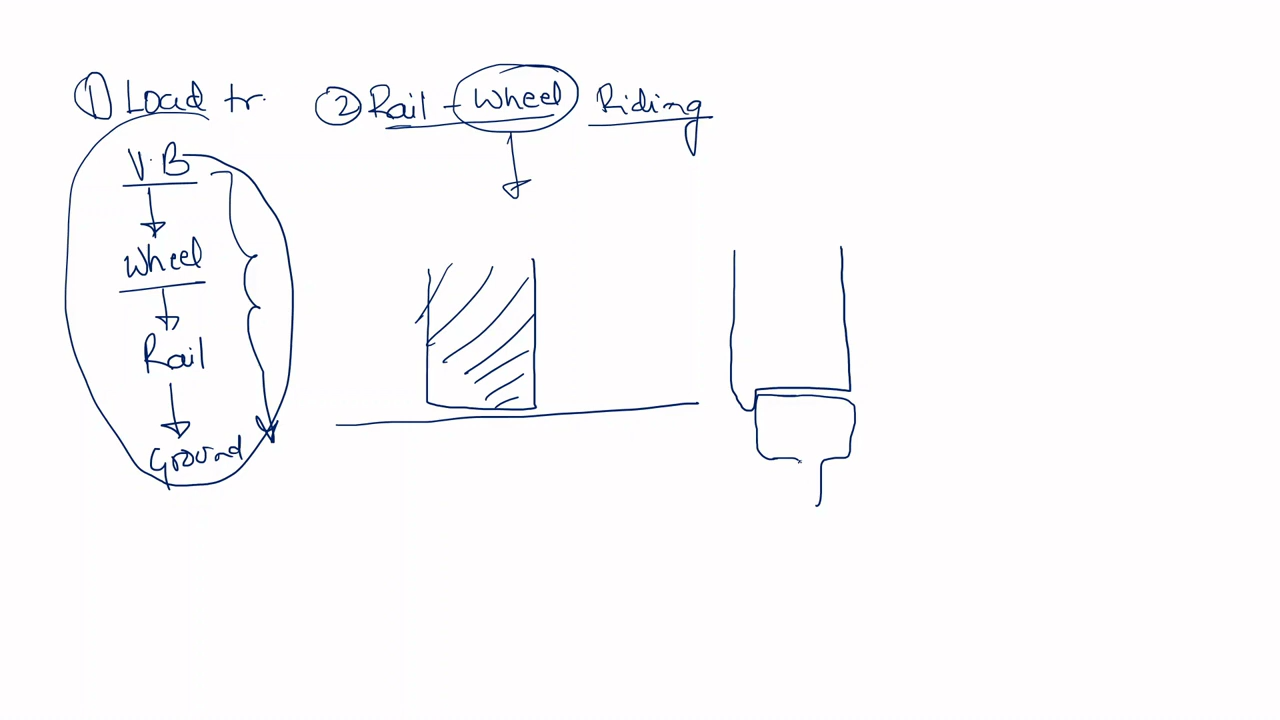 ① Load tr.
② Rail - Wheel Riding
V.B
Wheel
Rail
Ground